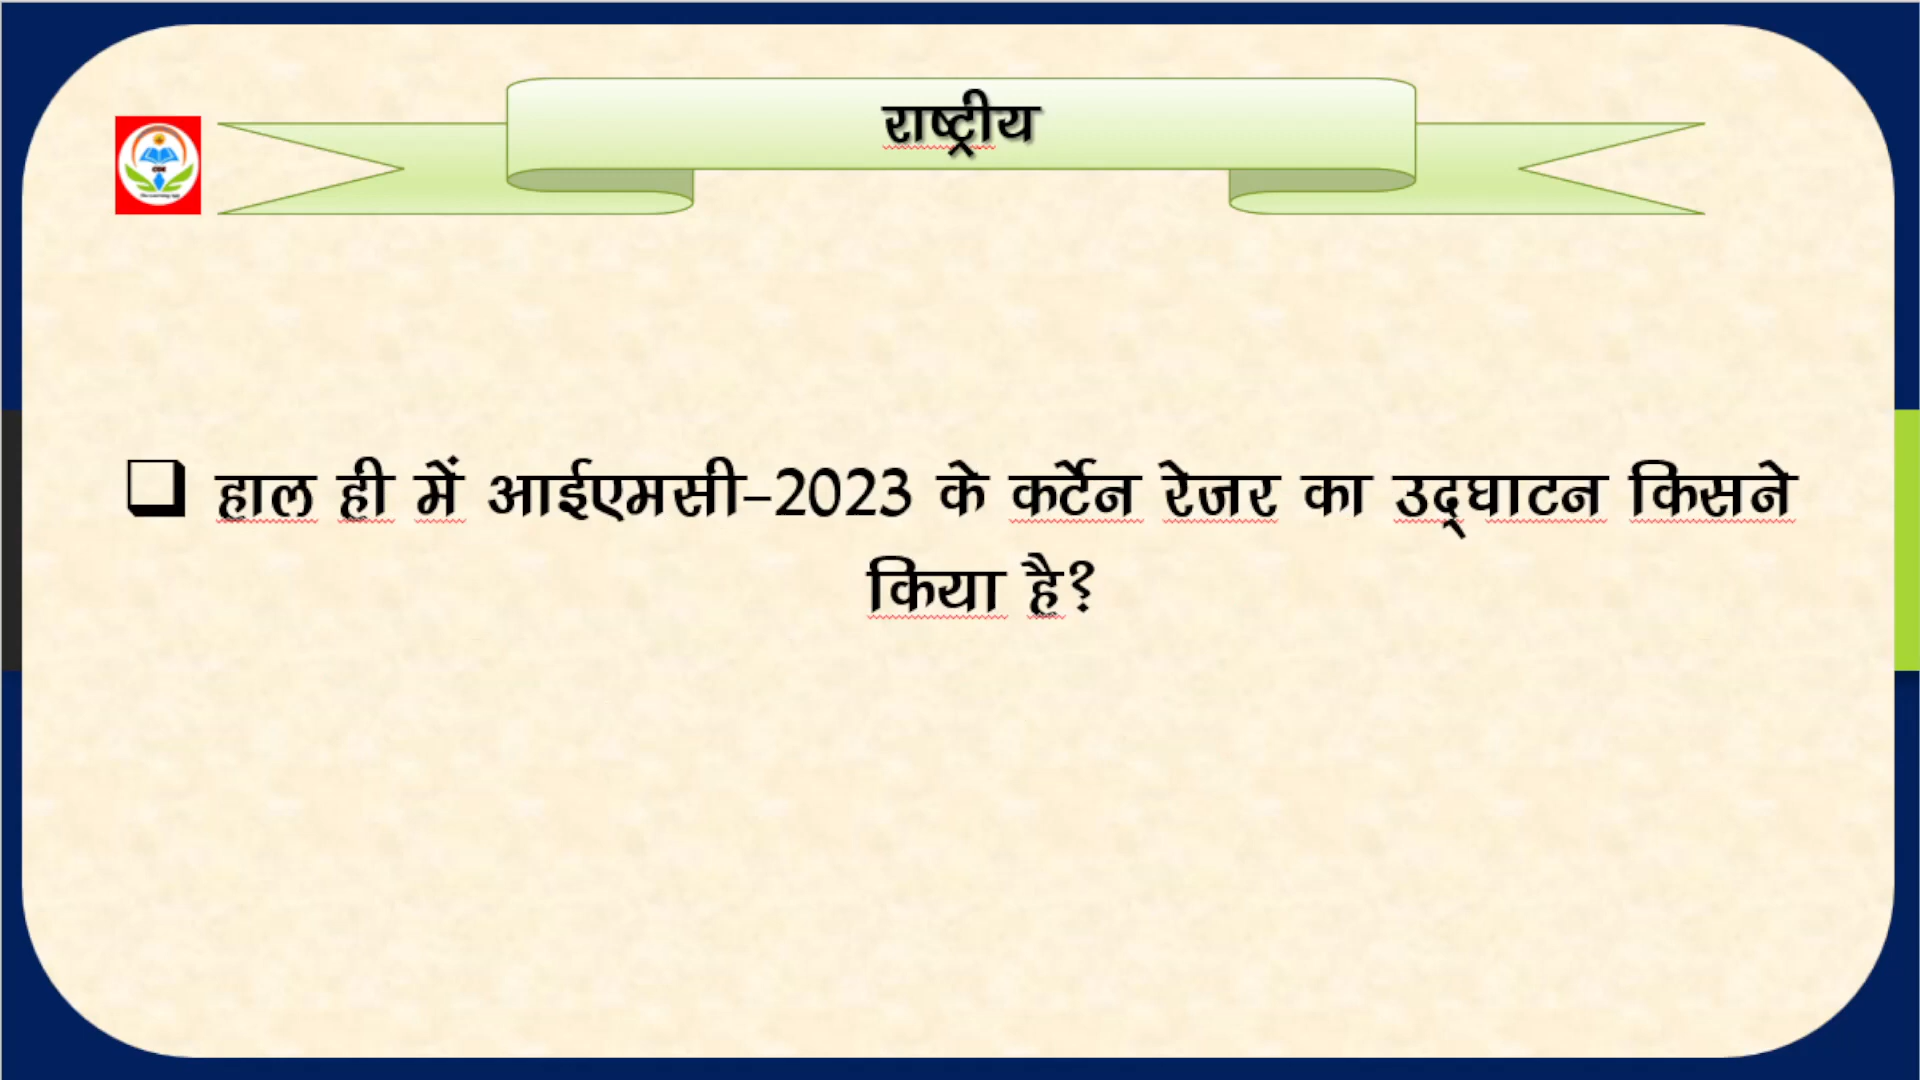 राष्ट्रीय
❑ हाल ही में आईएमसी-2023 के कर्टेन रेजर का उद्घाटन किसने
किया है?